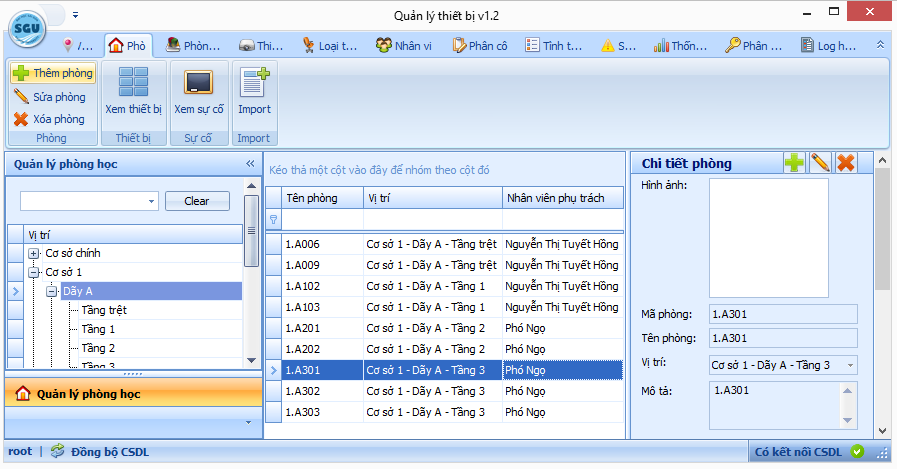 Quản lý thiết bị v1.2
SGU
/...
Phò
Phòn...
Thi...
Loại t...
Nhân vi
Phân cô
Tình t...
S...
Thốn...
Phân ...
Log h...
Thêm phòng
Sửa phòng
Xóa phòng
Phòng
Xem thiết bị
Thiết bị
Xem sự cố
Sự cố
Import
Import
Quản lý phòng học
Clear
Vị trí
Cơ sở chính
Cơ sở 1
Dãy A
Tầng trệt
Tầng 1
Tầng 2
Tầng 3
Quản lý phòng học
Kéo thả một cột vào đây để nhóm theo cột đó
Tên phòng Vị trí Nhân viên phụ trách
1.A006 Cơ sở 1 - Dãy A - Tầng trệt Nguyễn Thị Tuyết Hồng
1.A009 Cơ sở 1 - Dãy A - Tầng trệt Nguyễn Thị Tuyết Hồng
1.A102 Cơ sở 1 - Dãy A - Tầng 1 Nguyễn Thị Tuyết Hồng
1.A103 Cơ sở 1 - Dãy A - Tầng 1 Nguyễn Thị Tuyết Hồng
1.A201 Cơ sở 1 - Dãy A - Tầng 2 Phó Ngọ
1.A202 Cơ sở 1 - Dãy A - Tầng 2 Phó Ngọ
1.A301 Cơ sở 1 - Dãy A - Tầng 3 Phó Ngọ
1.A302 Cơ sở 1 - Dãy A - Tầng 3 Phó Ngọ
1.A303 Cơ sở 1 - Dãy A - Tầng 3 Phó Ngọ
Chi tiết phòng
Hình ảnh:
Mã phòng: 1.A301
Tên phòng: 1.A301
Vị trí: Cơ sở 1 - Dãy A - Tầng 3
Mô tả: 1.A301
root | Đồng bộ CSDL
Có kết nối CSDL